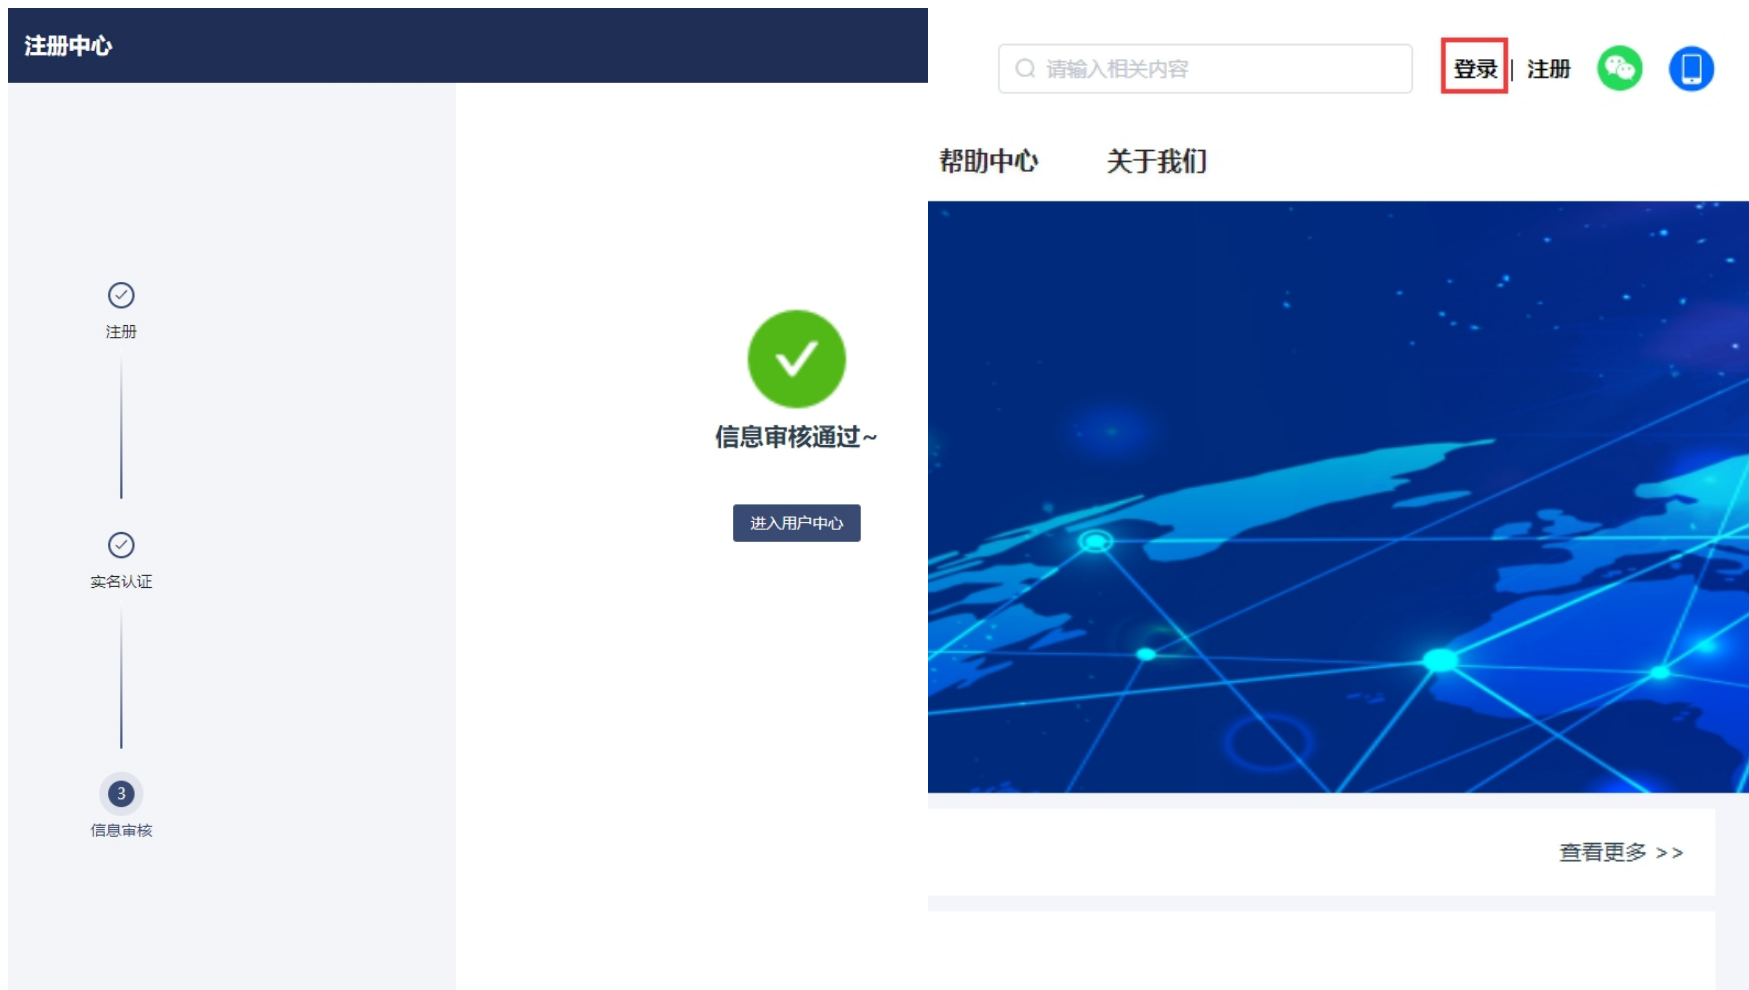 注册中心
注册
实名认证
3
信息审核
信息审核通过~
进入用户中心
请输入相关内容
登录 | 注册
帮助中心 关于我们
查看更多 >>